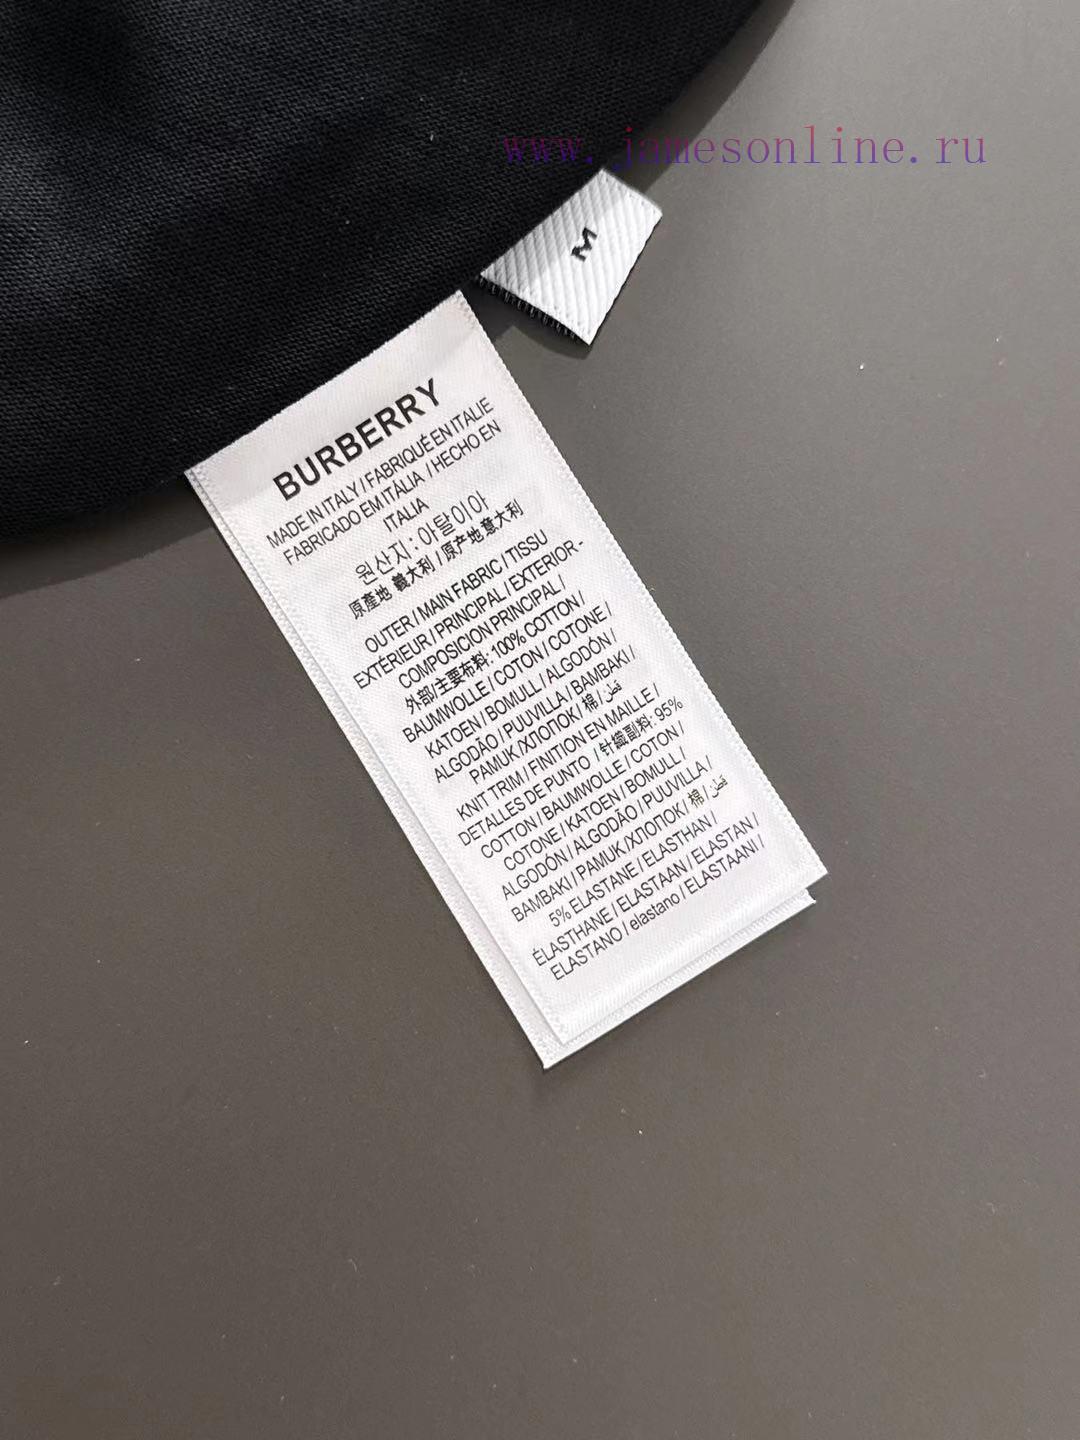 www.jamesonline.ru
M
BURBERRY
MADE IN ITALY / FABRIQUÉ EN ITALIE
FABRICADO EM ITÁLIA / HECHO EN
ITALIA
원산지 : 아탈이아
原產地 義大利 / 原产地 意大利
OUTER / MAIN FABRIC / TISSU
EXTÉRIEUR / PRINCIPAL / EXTERIOR -
COMPOSICION PRINCIPAL /
外部/主要布料: 100% COTTON /
BAUMWOLLE / COTON / COTONE /
KATOEN / BOMULL / ALGODÓN /
ALGODÃO / PUUVILLA / BAMBAKI /
PAMUK /ХЛОПОК / 棉 / قطن /
KNIT TRIM / FINITION EN MAILLE /
DETALLES DE PUNTO / 针織副料: 95%
COTTON / BAUMWOLLE / COTON /
COTONE / KATOEN / BOMULL /
ALGODÓN / ALGODÃO / PUUVILLA /
BAMBAKI / PAMUK /ХЛОПОК / 棉 / قطن /
5% ELASTANE / ELASTHAN /
ÉLASTHANE / ELASTAAN / ELASTAN /
ELASTANO / elastano / ELASTAANI /